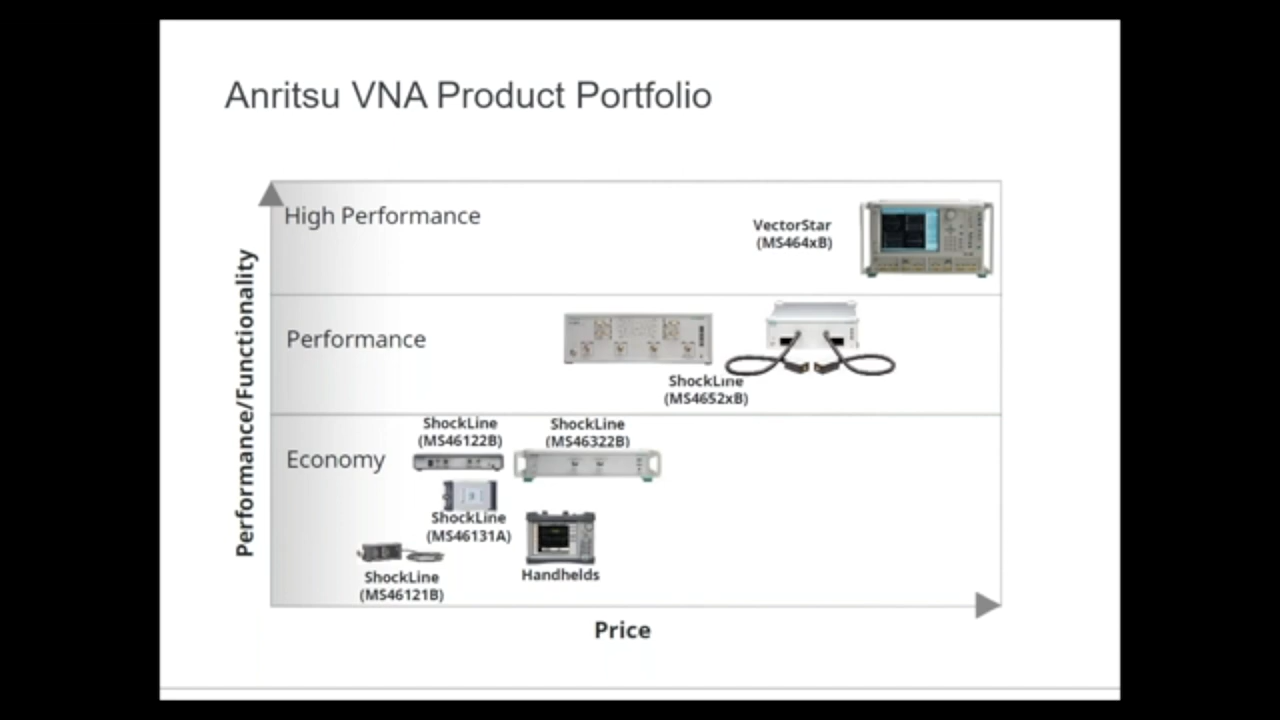 Anritsu VNA Product Portfolio
High Performance
VectorStar
(MS464xB)
Performance/Functionality
Performance
ShockLine
(MS4652xB)
ShockLine
(MS46122B)
ShockLine
(MS46322B)
Economy
ShockLine
(MS46131A)
Handhelds
ShockLine
(MS46121B)
Price